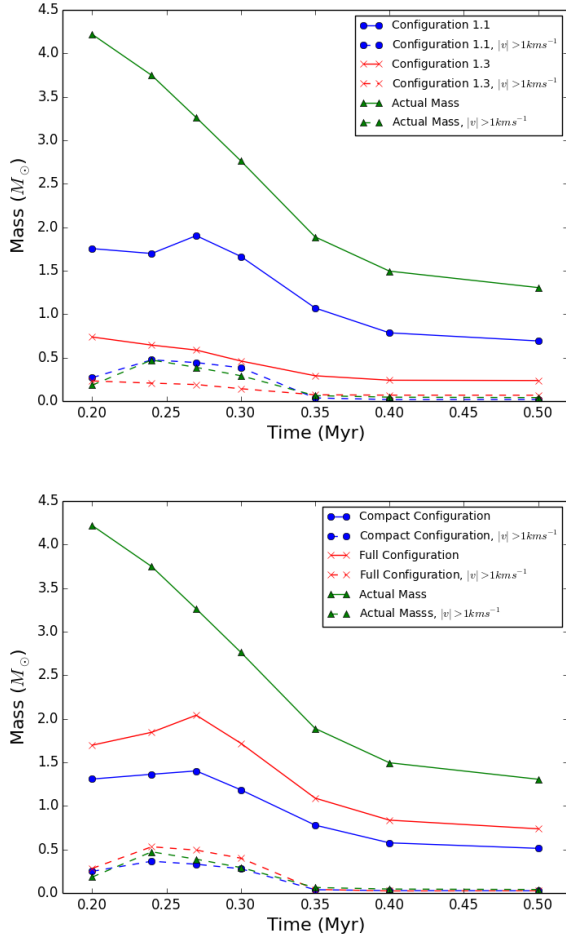 4.5
4.0
3.5
3.0
2.5
2.0
1.5
1.0
0.5
0.0
Mass (M⊙)
Configuration 1.1
Configuration 1.1, |v| > 1kms⁻¹
Configuration 1.3
Configuration 1.3, |v| > 1kms⁻¹
Actual Mass
Actual Mass, |v| > 1kms⁻¹
0.20 0.25 0.30 0.35 0.40 0.45 0.50
Time (Myr)
4.5
4.0
3.5
3.0
2.5
2.0
1.5
1.0
0.5
0.0
Mass (M⊙)
Compact Configuration
Compact Configuration, |v| > 1kms⁻¹
Full Configuration
Full Configuration, |v| > 1kms⁻¹
Actual Mass
Actual Masss, |v| > 1kms⁻¹
0.20 0.25 0.30 0.35 0.40 0.45 0.50
Time (Myr)